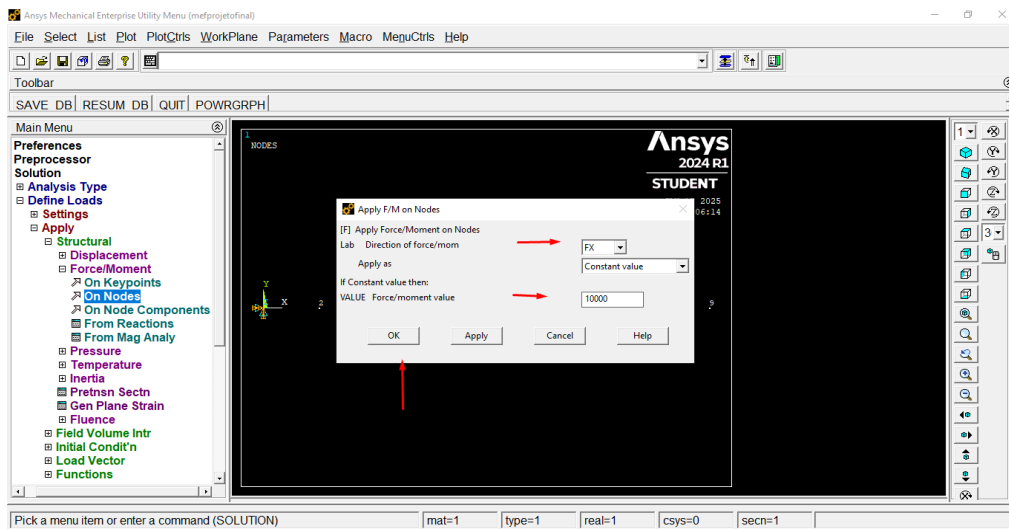 Ansys Mechanical Enterprise Utility Menu (mefprojetofinal)
File Select List Plot PlotCtrls WorkPlane Parameters Macro MenuCtrls Help
Toolbar
SAVE_DB RESUM_DB QUIT POWRGRPH
Main Menu
Preferences
Preprocessor
Solution
Analysis Type
Define Loads
Settings
Apply
Structural
Displacement
Force/Moment
On Keypoints
On Nodes
On Node Components
From Reactions
From Mag Analy
Pressure
Temperature
Inertia
Pretnsn Sectn
Gen Plane Strain
Fluence
Field Volume Intr
Initial Condit'n
Load Vector
Functions
1
NODES
Ansys
2024 R1
STUDENT
2025
06:14
Y
X
2
9
Apply F/M on Nodes
[F] Apply Force/Moment on Nodes
Lab Direction of force/mom FX
Apply as Constant value
If Constant value then:
VALUE Force/moment value 10000
OK Apply Cancel Help
1
3
Pick a menu item or enter a command (SOLUTION) mat=1 type=1 real=1 csys=0 secn=1